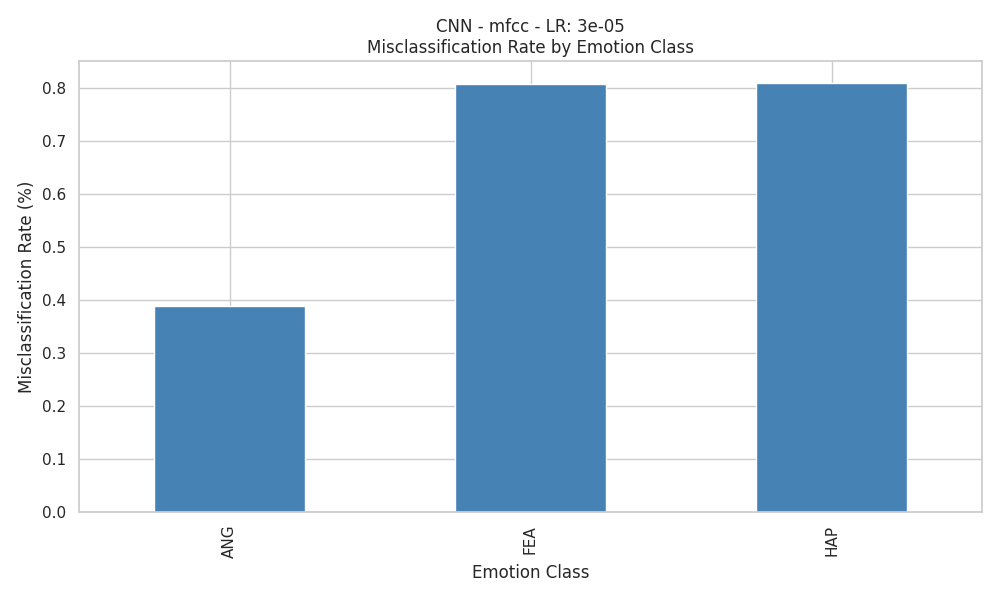 CNN - mfcc - LR: 3e-05
Misclassification Rate by Emotion Class
Misclassification Rate (%)
0.8
0.7
0.6
0.5
0.4
0.3
0.2
0.1
0.0
ANG
FEA
HAP
Emotion Class